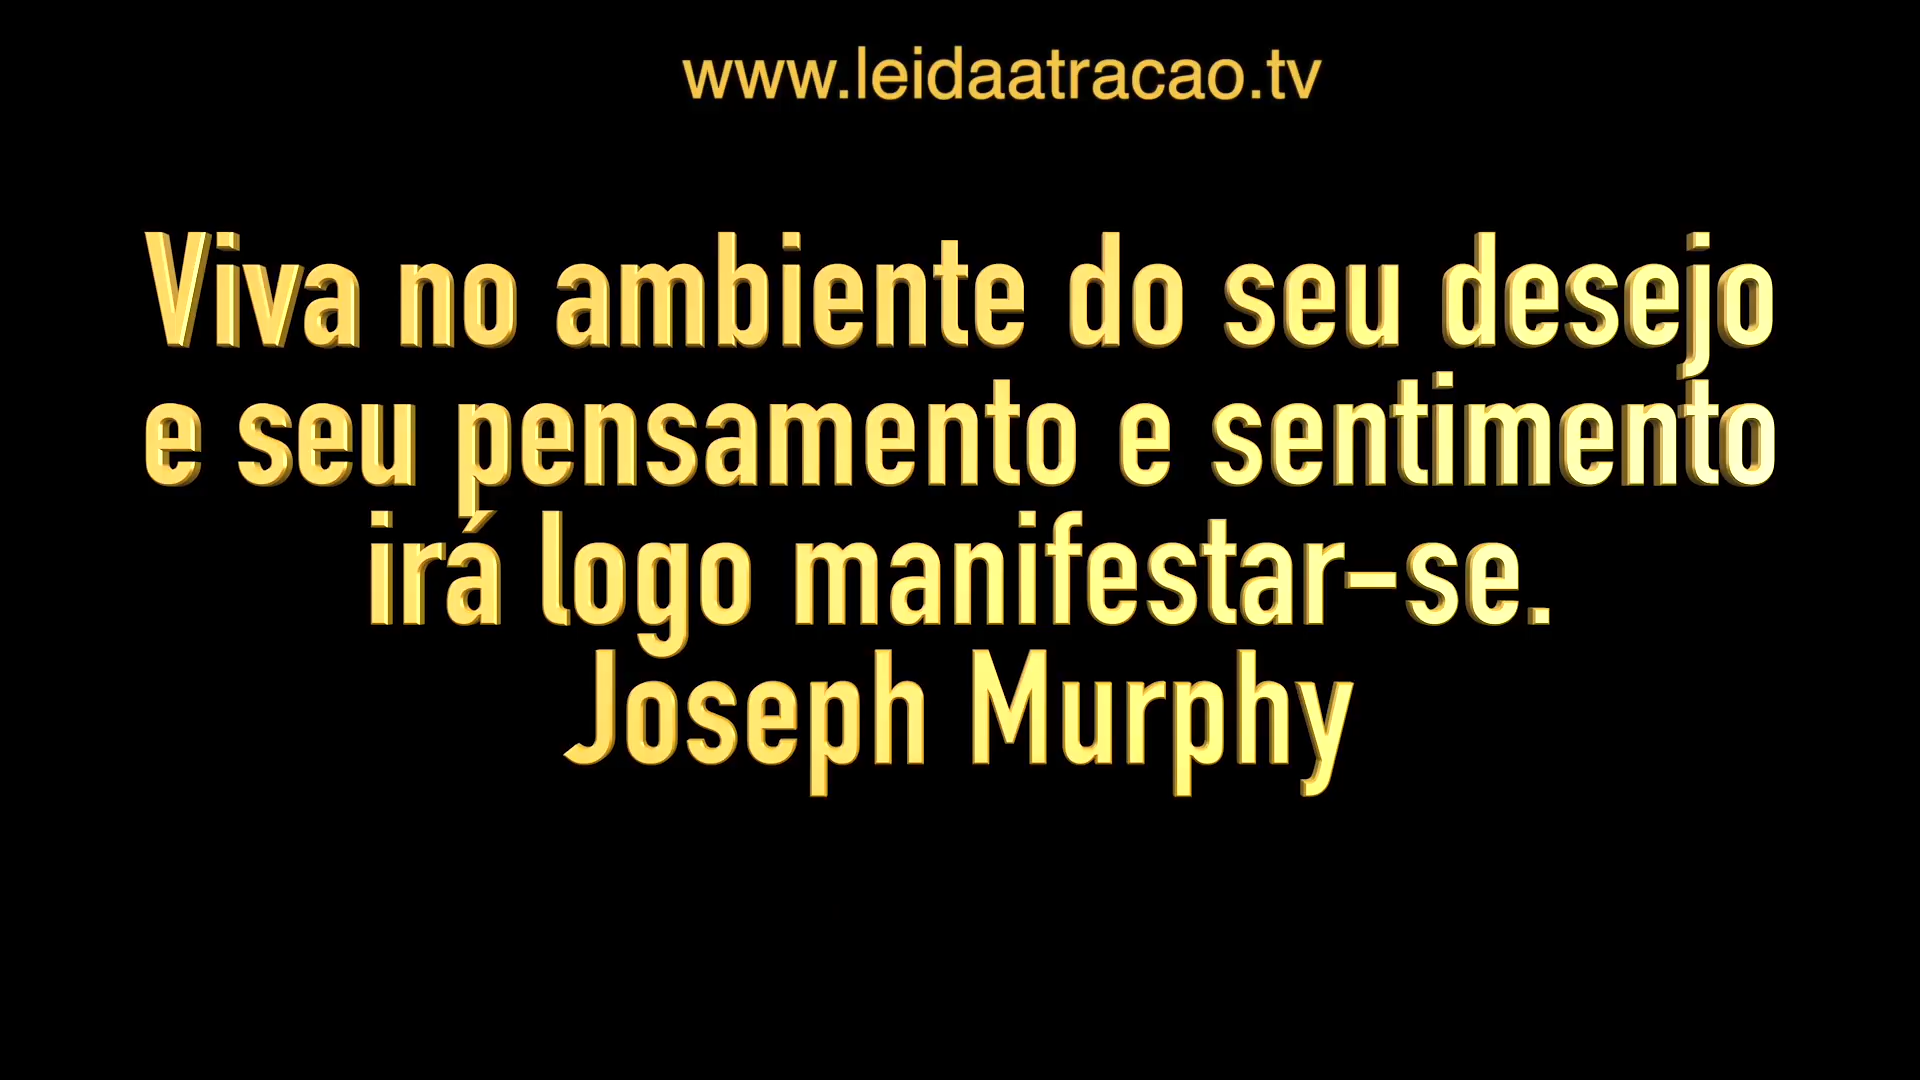 www.leidaatracao.tv
Viva no ambiente do seu desejo
e seu pensamento e sentimento
irá logo manifestar-se.
Joseph Murphy